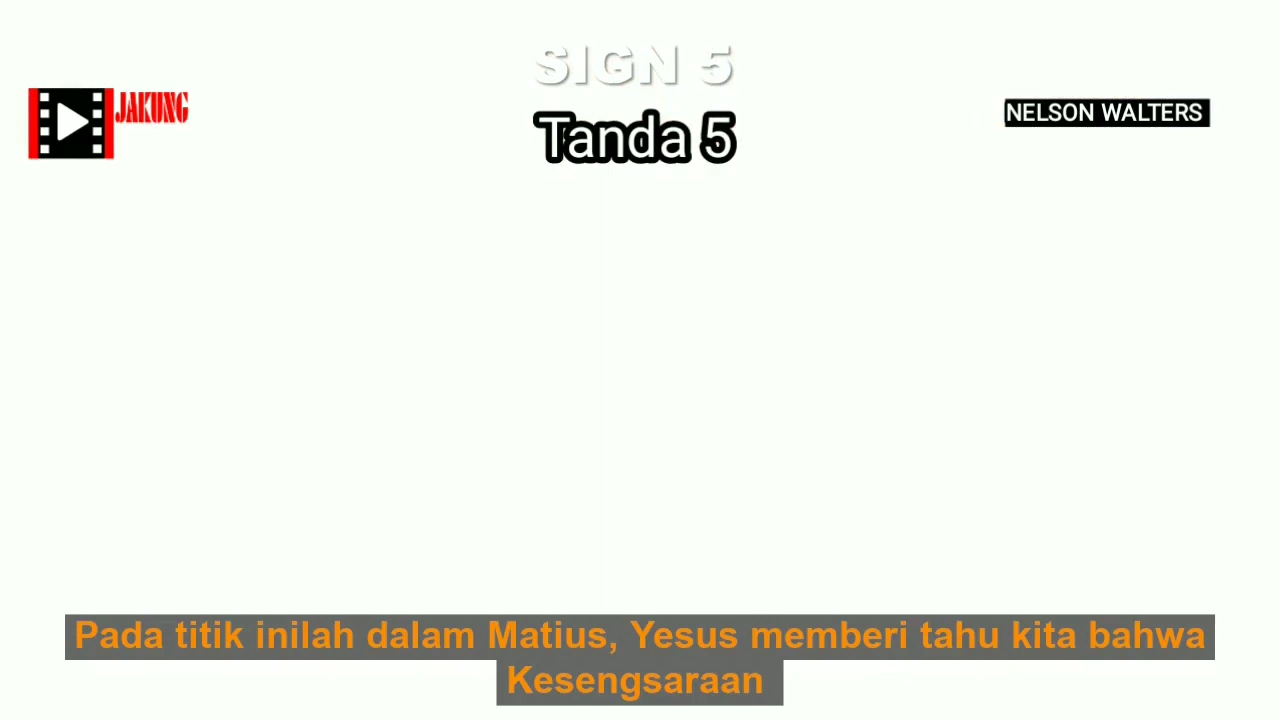 SIGN 5
JAKUNG
NELSON WALTERS
Tanda 5
Pada titik inilah dalam Matius, Yesus memberi tahu kita bahwa
Kesengsaraan